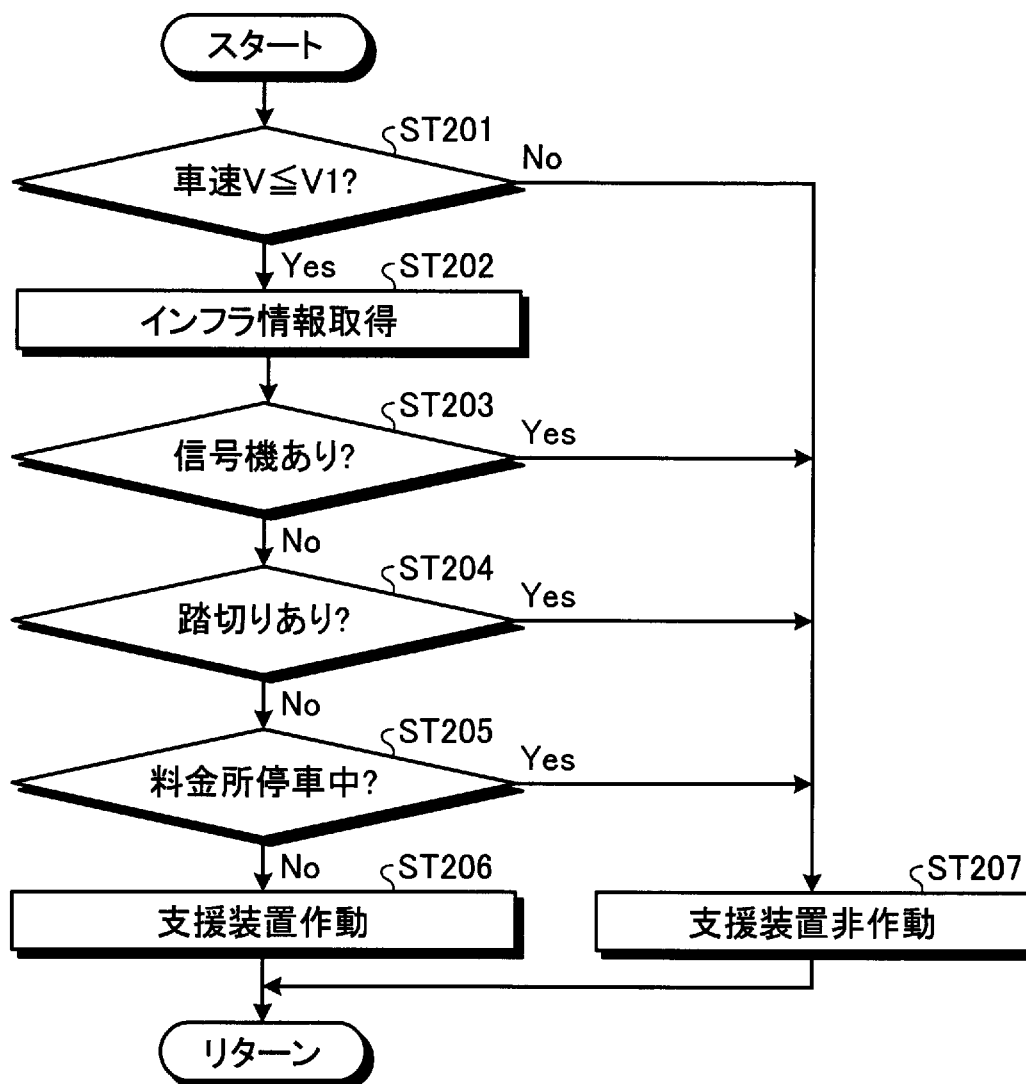 スタート
ST201
車速V≦V1?
No
Yes
ST202
インフラ情報取得
ST203
信号機あり?
Yes
No
ST204
踏切りあり?
Yes
No
ST205
料金所停車中?
Yes
No
ST206
支援装置作動
ST207
支援装置非作動
リターン